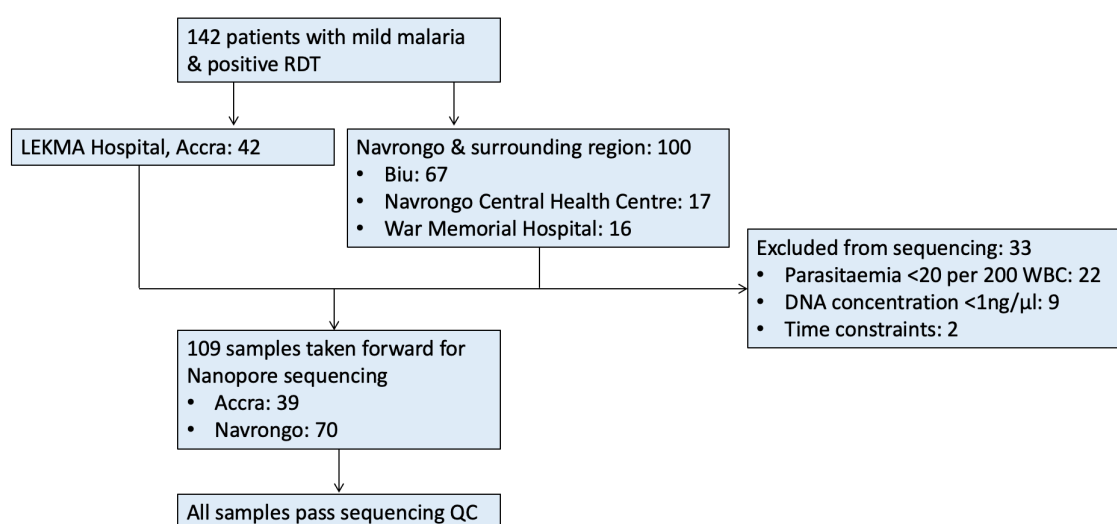 142 patients with mild malaria
& positive RDT
LEKMA Hospital, Accra: 42
Navrongo & surrounding region: 100
• Biu: 67
• Navrongo Central Health Centre: 17
• War Memorial Hospital: 16
Excluded from sequencing: 33
• Parasitaemia <20 per 200 WBC: 22
• DNA concentration <1ng/µl: 9
• Time constraints: 2
109 samples taken forward for
Nanopore sequencing
• Accra: 39
• Navrongo: 70
All samples pass sequencing QC